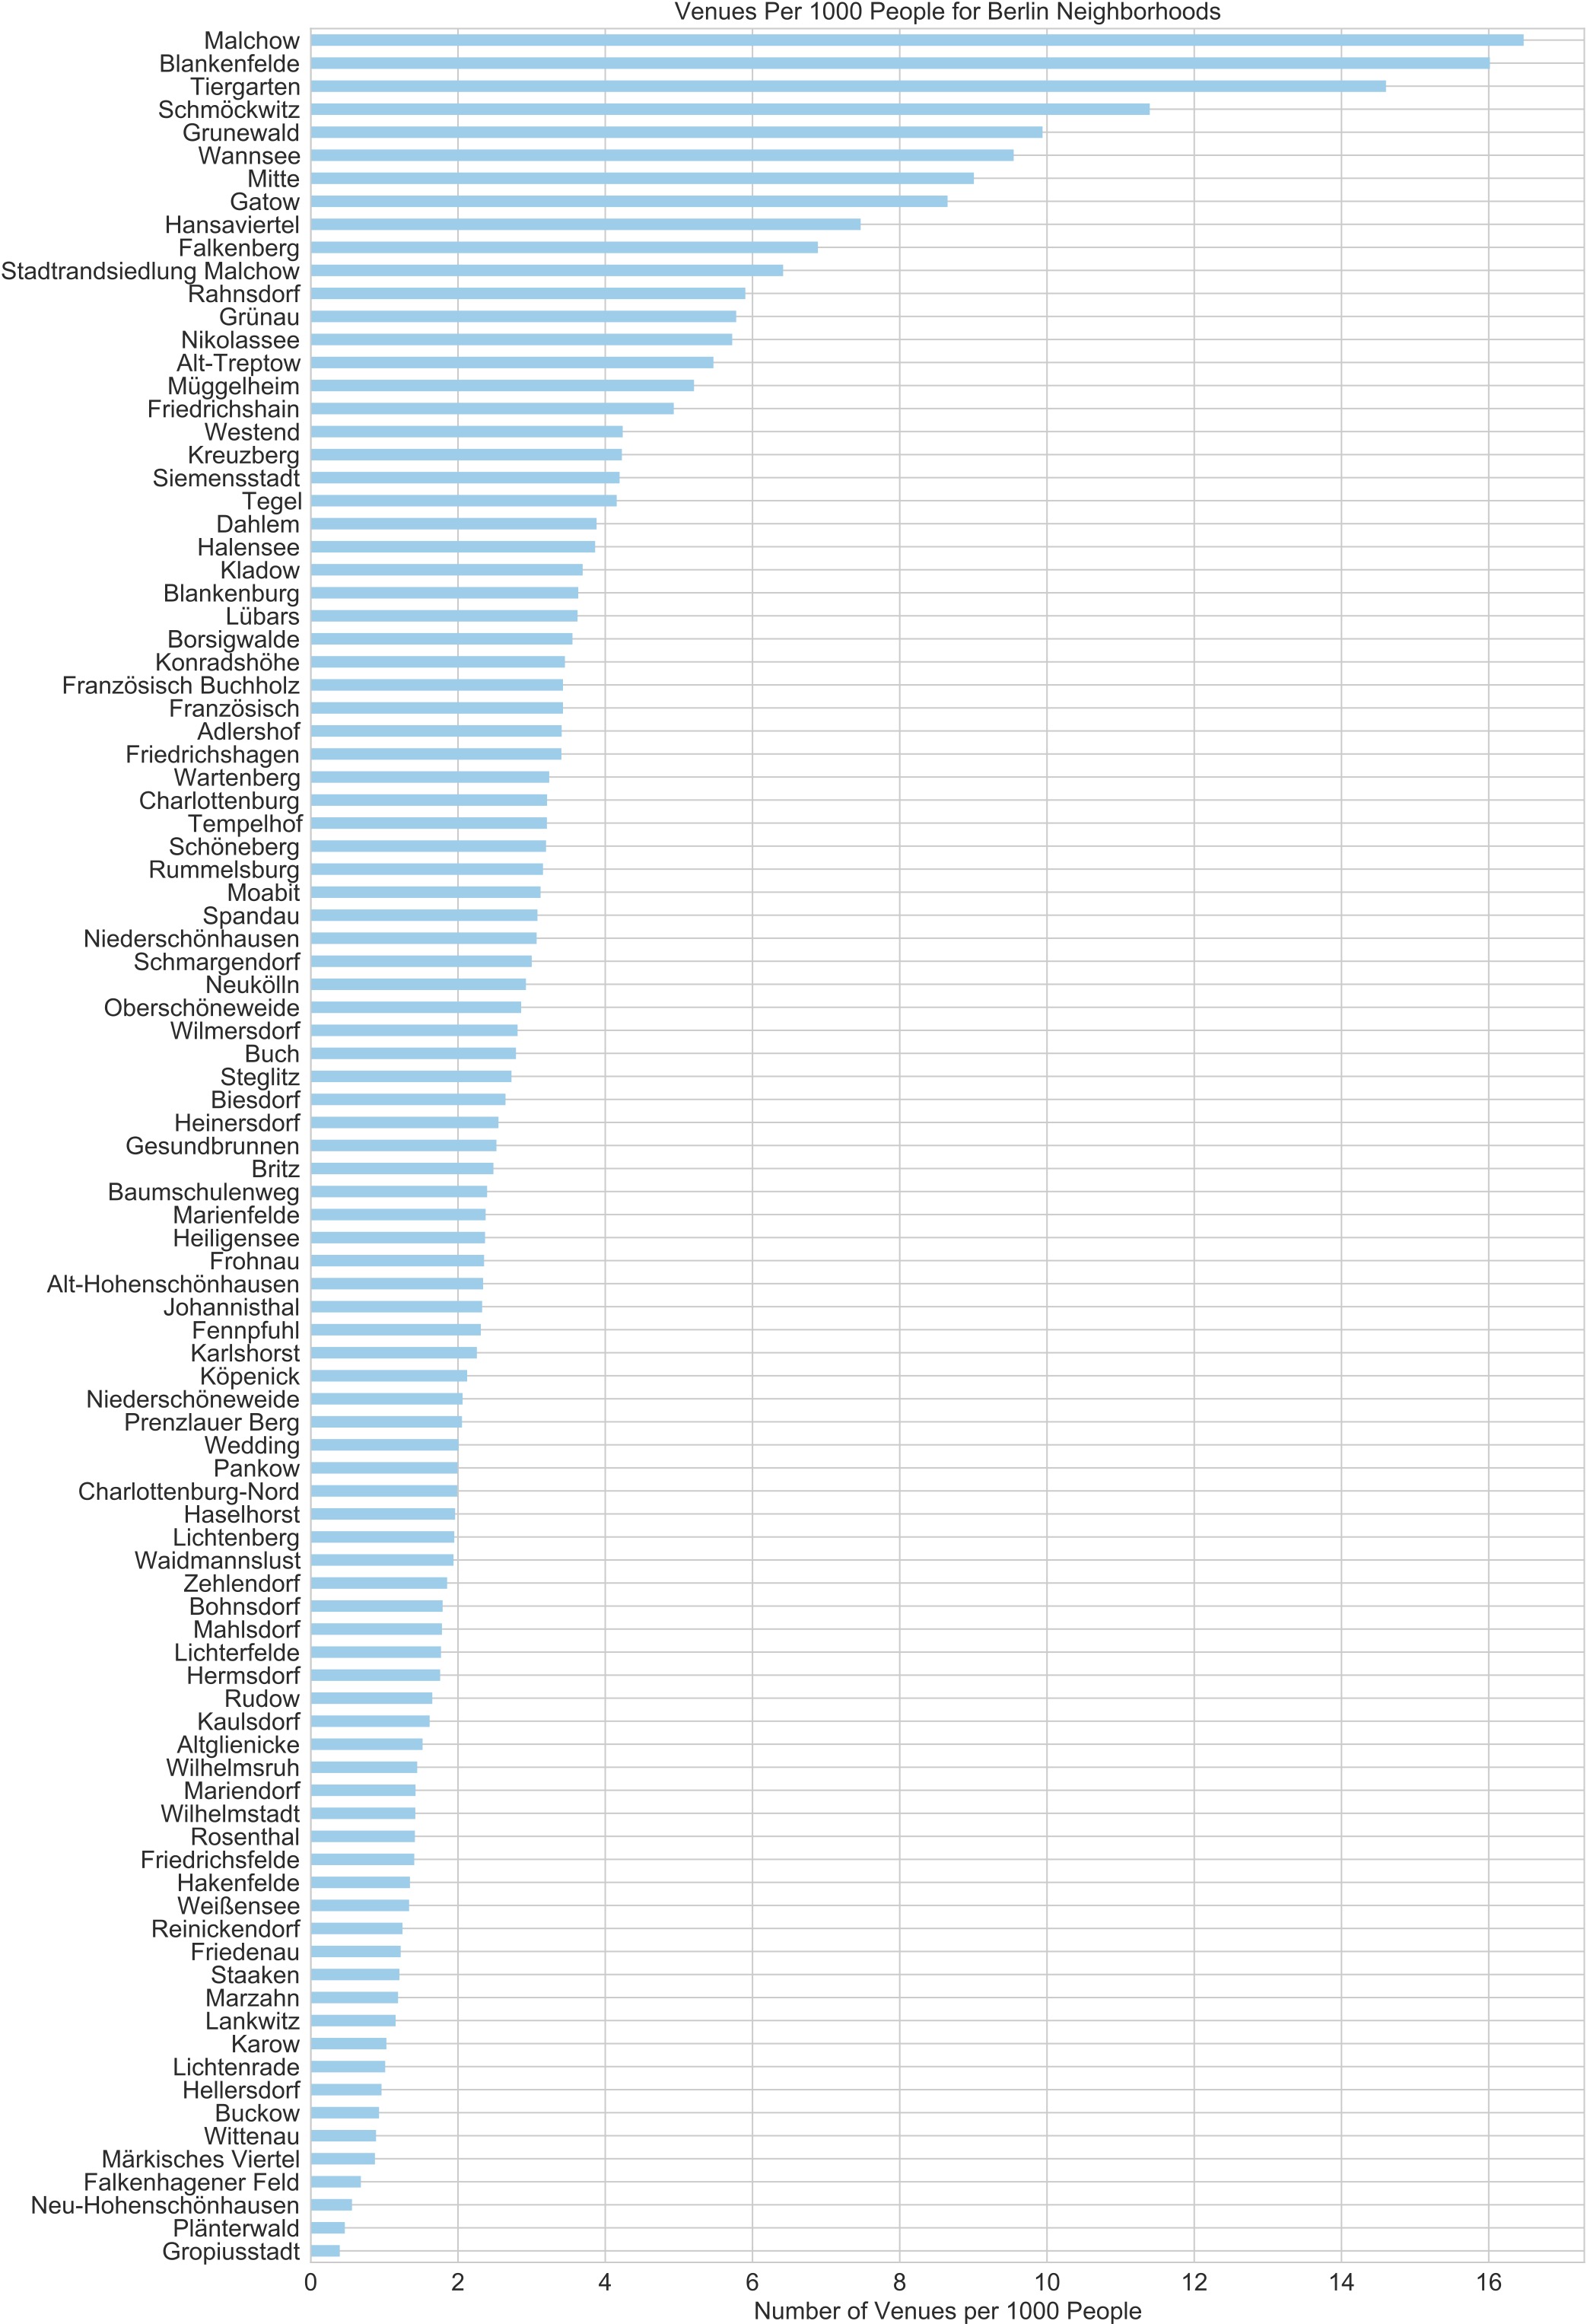 Venues Per 1000 People for Berlin Neighborhoods
Malchow
Blankenfelde
Tiergarten
Schmöckwitz
Grunewald
Wannsee
Mitte
Gatow
Hansaviertel
Falkenberg
Stadtrandsiedlung Malchow
Rahnsdorf
Grünau
Nikolassee
Alt-Treptow
Müggelheim
Friedrichshain
Westend
Kreuzberg
Siemensstadt
Tegel
Dahlem
Halensee
Kladow
Blankenburg
Lübars
Borsigwalde
Konradshöhe
Französisch Buchholz
Französisch
Adlershof
Friedrichshagen
Wartenberg
Charlottenburg
Tempelhof
Schöneberg
Rummelsburg
Moabit
Spandau
Niederschönhausen
Schmargendorf
Neukölln
Oberschöneweide
Wilmersdorf
Buch
Steglitz
Biesdorf
Heinersdorf
Gesundbrunnen
Britz
Baumschulenweg
Marienfelde
Heiligensee
Frohnau
Alt-Hohenschönhausen
Johannisthal
Fennpfuhl
Karlshorst
Köpenick
Niederschöneweide
Prenzlauer Berg
Wedding
Pankow
Charlottenburg-Nord
Haselhorst
Lichtenberg
Waidmannslust
Zehlendorf
Bohnsdorf
Mahlsdorf
Lichterfelde
Hermsdorf
Rudow
Kaulsdorf
Altglienicke
Wilhelmsruh
Mariendorf
Wilhelmstadt
Rosenthal
Friedrichsfelde
Hakenfelde
Weißensee
Reinickendorf
Friedenau
Staaken
Marzahn
Lankwitz
Karow
Lichtenrade
Hellersdorf
Buckow
Wittenau
Märkisches Viertel
Falkenhagener Feld
Neu-Hohenschönhausen
Plänterwald
Gropiusstadt
0 2 4 6 8 10 12 14 16
Number of Venues per 1000 People